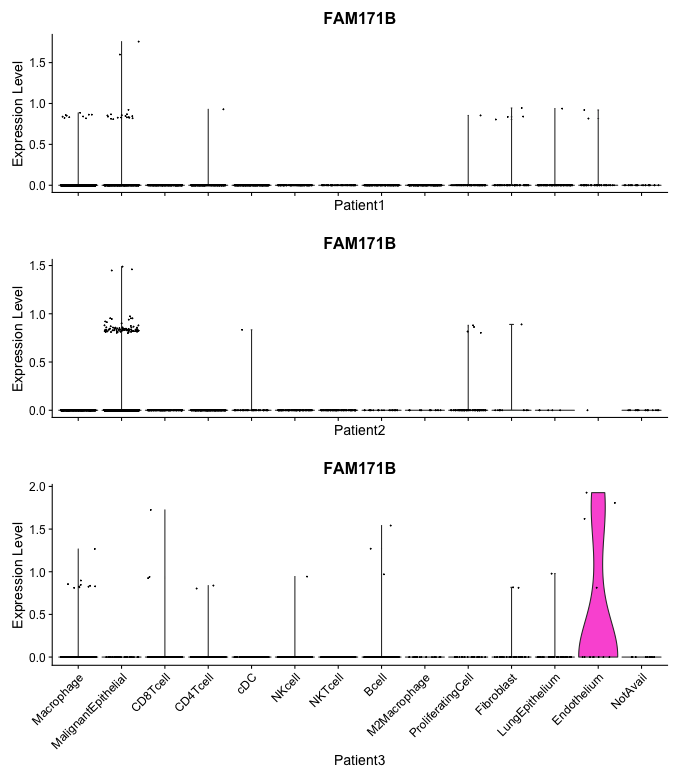 FAM171B
Expression Level
1.5
1.0
0.5
0.0
Patient1
FAM171B
Expression Level
1.5
1.0
0.5
0.0
Patient2
FAM171B
Expression Level
2.0
1.5
1.0
0.5
0.0
Macrophage
MalignantEpithelial
CD8Tcell
CD4Tcell
cDC
NKcell
NKTcell
Bcell
M2Macrophage
ProliferatingCell
Fibroblast
LungEpithelium
Endothelium
NotAvail
Patient3